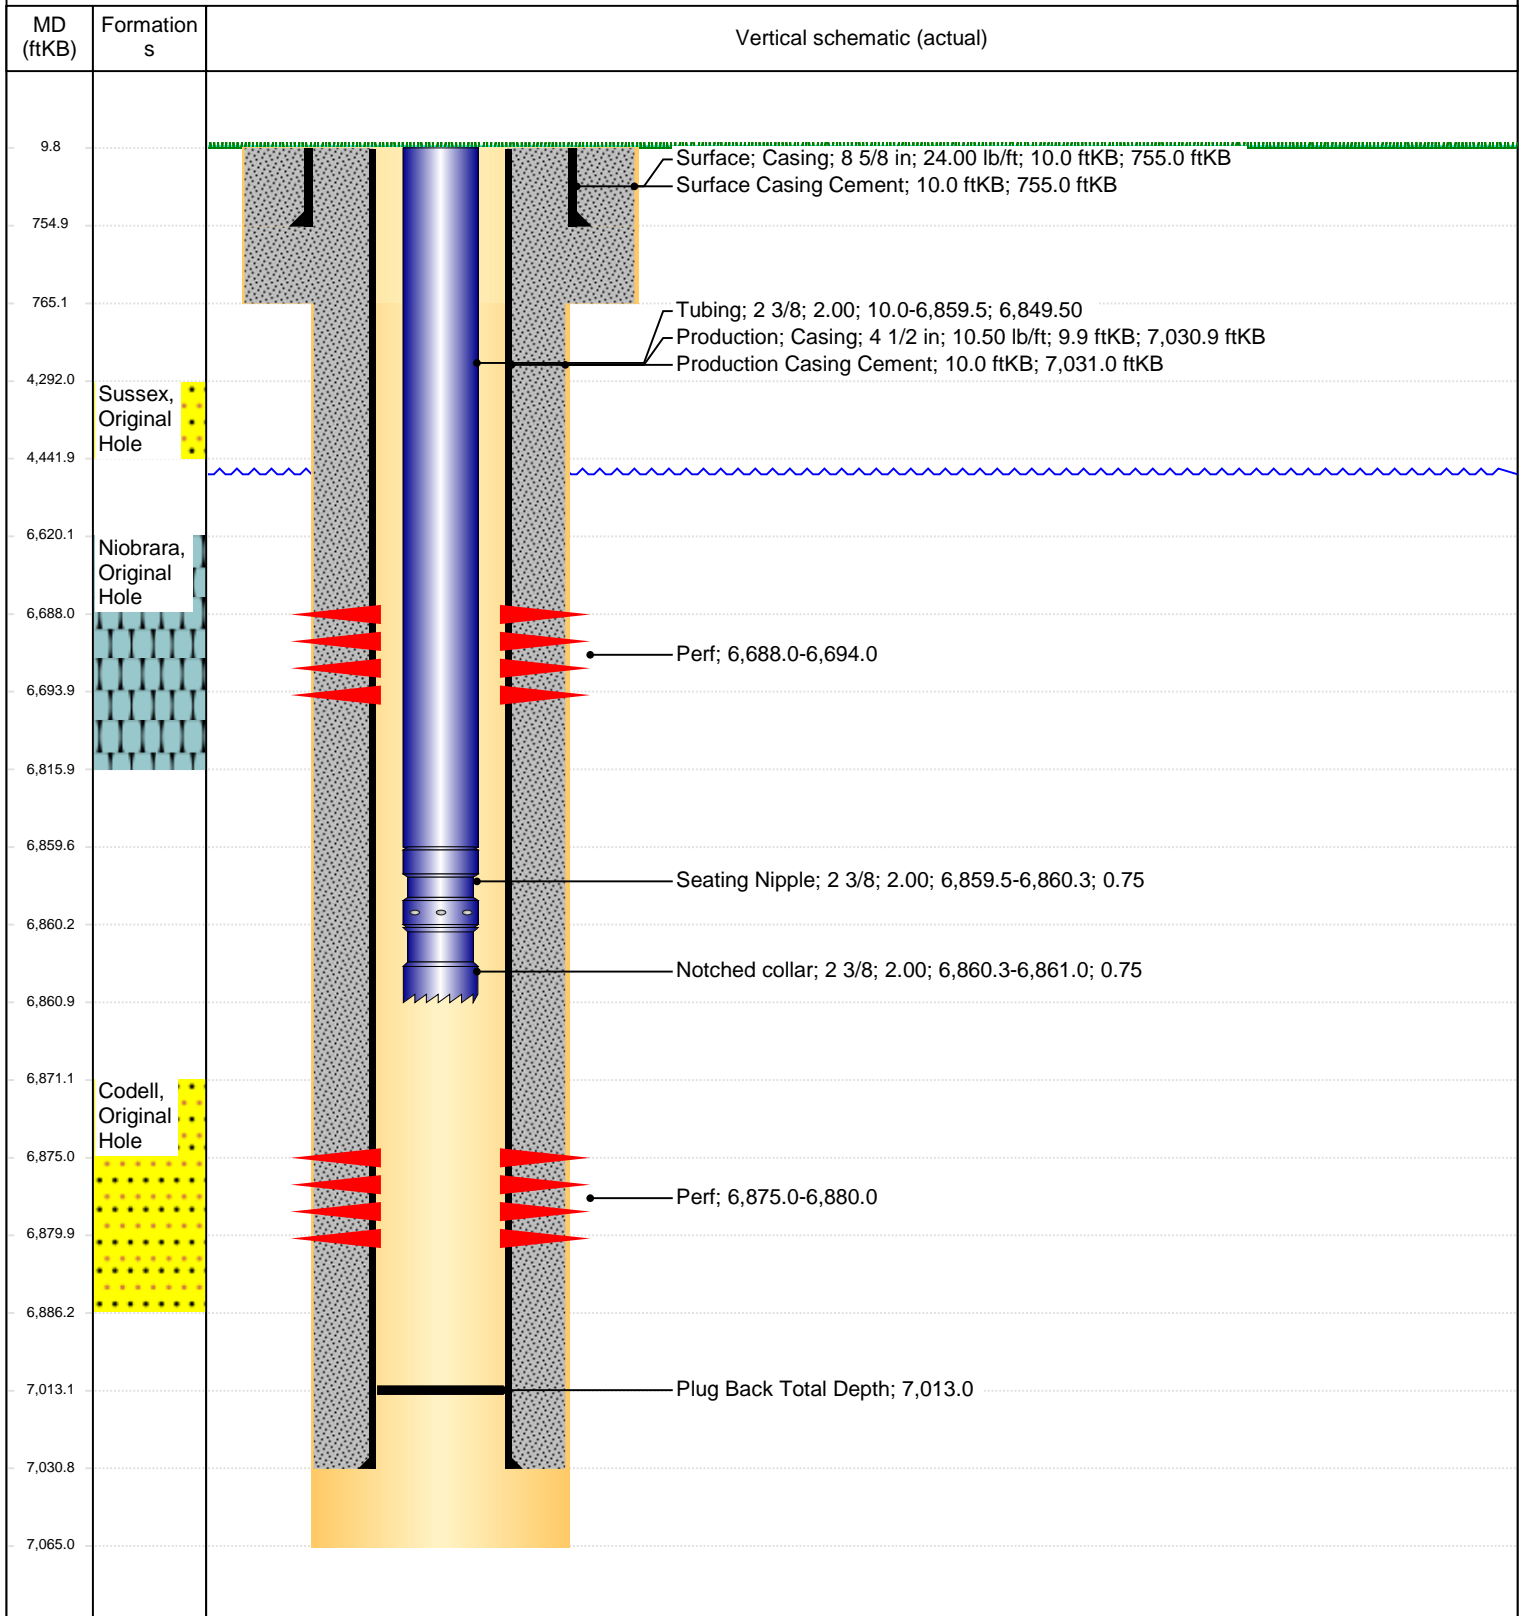 MD
(ftKB)
Formation
s
Vertical schematic (actual)
9.8
Surface; Casing; 8 5/8 in; 24.00 lb/ft; 10.0 ftKB; 755.0 ftKB
Surface Casing Cement; 10.0 ftKB; 755.0 ftKB
754.9
765.1
Tubing; 2 3/8; 2.00; 10.0-6,859.5; 6,849.50
Production; Casing; 4 1/2 in; 10.50 lb/ft; 9.9 ftKB; 7,030.9 ftKB
Production Casing Cement; 10.0 ftKB; 7,031.0 ftKB
4,292.0
Sussex,
Original
Hole
4,441.9
6,620.1
Niobrara,
Original
Hole
6,688.0
Perf; 6,688.0-6,694.0
6,693.9
6,815.9
6,859.6
Seating Nipple; 2 3/8; 2.00; 6,859.5-6,860.3; 0.75
6,860.2
Notched collar; 2 3/8; 2.00; 6,860.3-6,861.0; 0.75
6,860.9
6,871.1
Codell,
Original
Hole
6,875.0
Perf; 6,875.0-6,880.0
6,879.9
6,886.2
7,013.1
Plug Back Total Depth; 7,013.0
7,030.8
7,065.0